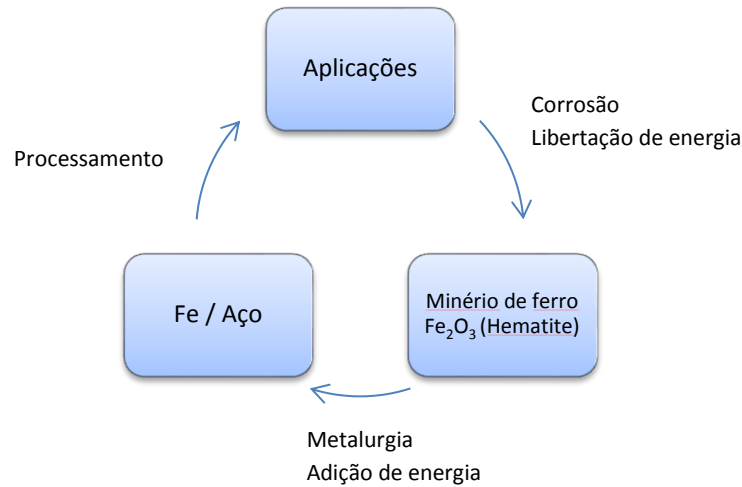 Aplicações
Corrosão
Libertação de energia
Processamento
Fe / Aço
Minério de ferro
Fe₂O₃ (Hematite)
Metalurgia
Adição de energia